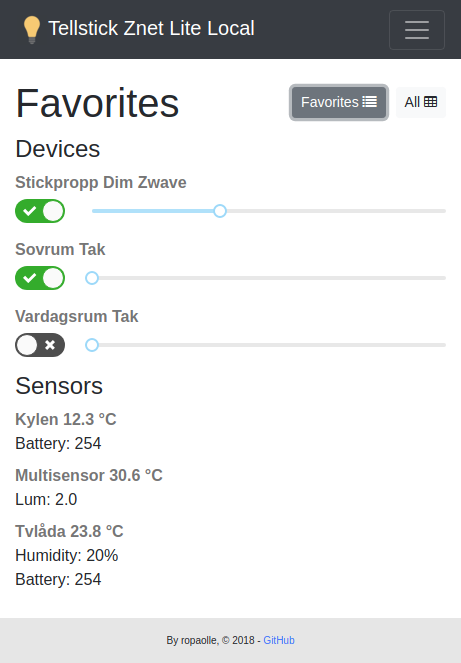 Tellstick Znet Lite Local
Favorites
Favorites
All
Devices
Stickpropp Dim Zwave
Sovrum Tak
Vardagsrum Tak
Sensors
Kylen 12.3 °C
Battery: 254
Multisensor 30.6 °C
Lum: 2.0
Tvlåda 23.8 °C
Humidity: 20%
Battery: 254
By ropaolle, © 2018 - GitHub